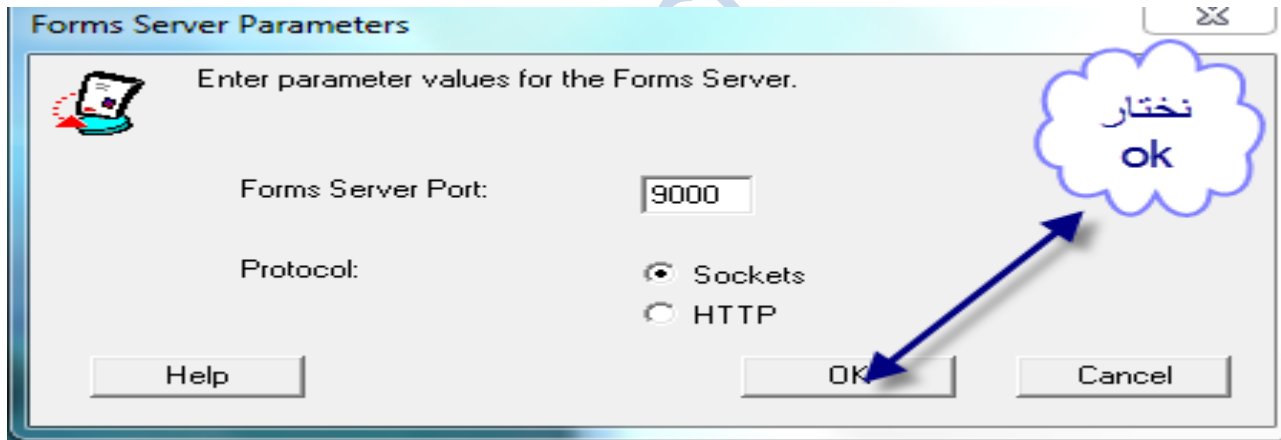 Forms Server Parameters
Enter parameter values for the Forms Server.
نختار
ok
Forms Server Port:
9000
Protocol:
Sockets
HTTP
Help
OK
Cancel